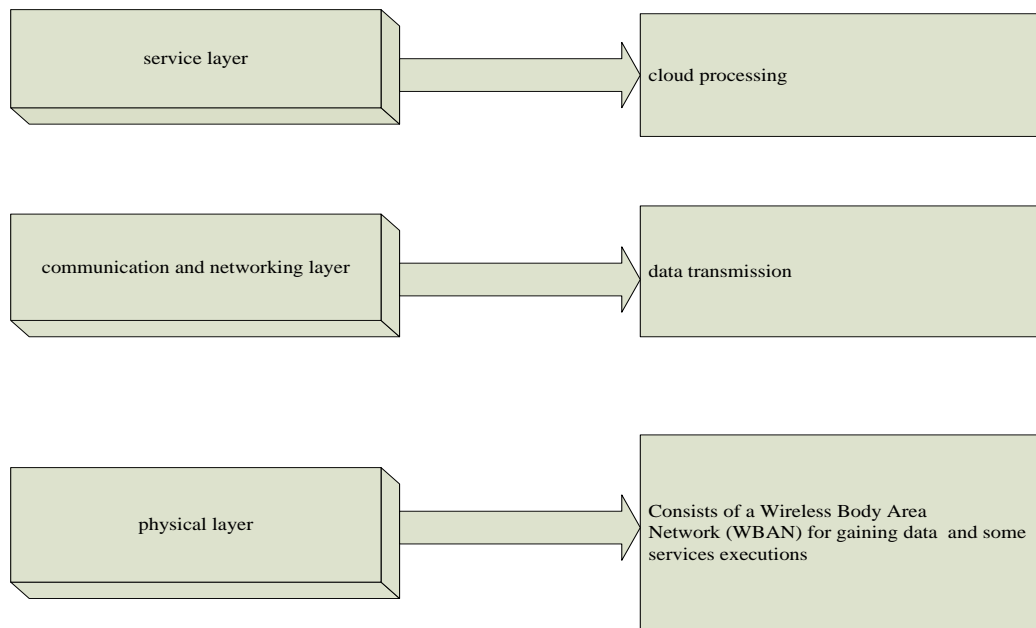 service layer
cloud processing
communication and networking layer
data transmission
physical layer
Consists of a Wireless Body Area
Network (WBAN) for gaining data  and some
services executions